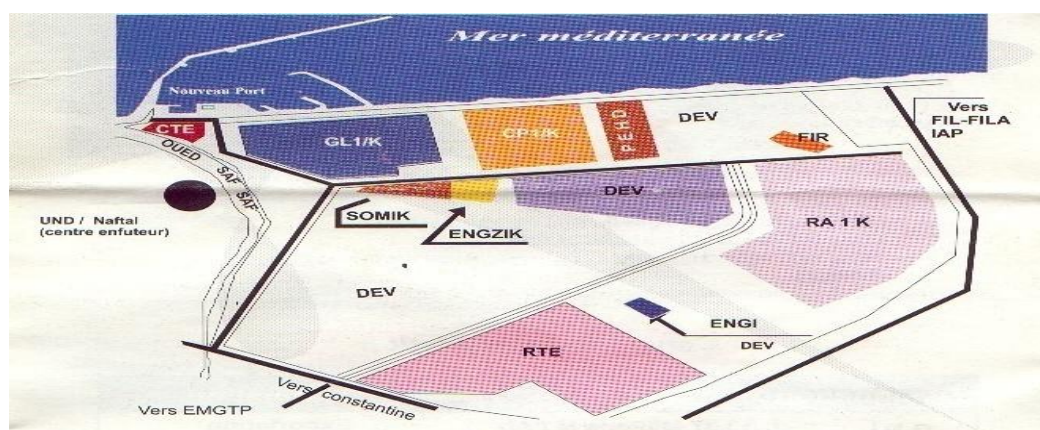 Mer méditerranée
Nouveau Port
CTE
GL1/K
CP1/K
PEHD
DEV
FIR
Vers
FIL-FILA
IAP
OUED
SAF SAF
UND / Naftal
(centre enfuteur)
SOMIK
ENGZIK
DEV
RA 1 K
DEV
ENGI
DEV
RTE
Vers constantine
Vers EMGTP